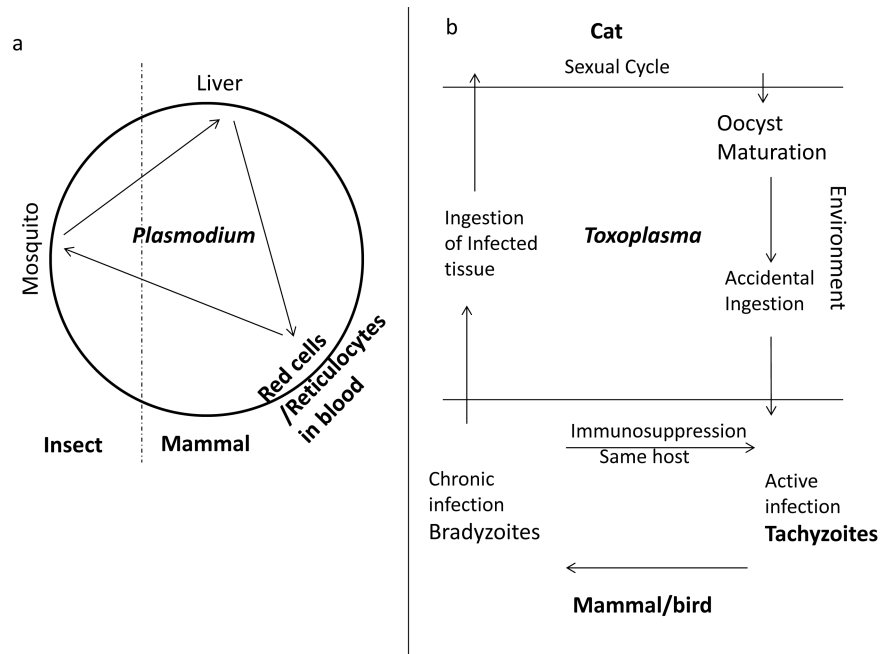 a
Liver
Mosquito
Plasmodium
Red cells
/Reticulocytes
in blood
Insect
Mammal
b
Cat
Sexual Cycle
Oocyst
Maturation
Environment
Ingestion
of Infected
tissue
Toxoplasma
Accidental
Ingestion
Immunosuppression
Same host
Chronic
infection
Bradyzoites
Active
infection
Tachyzoites
Mammal/bird